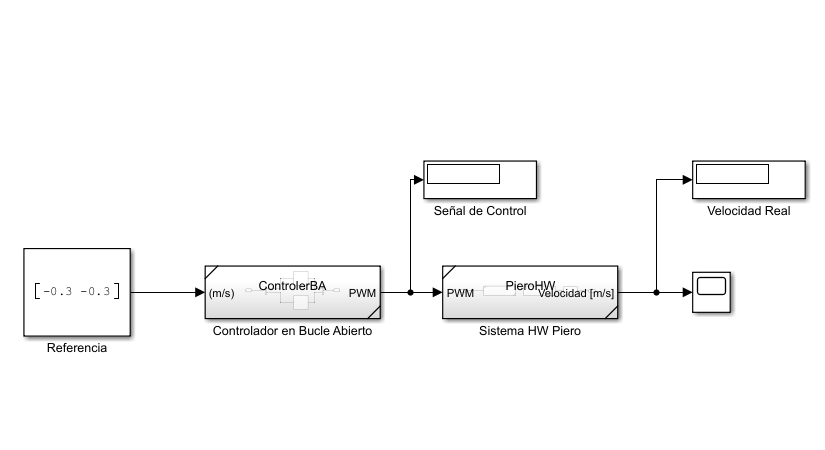 Señal de Control
Velocidad Real
[-0.3 -0.3]
Referencia
ControlerBA
(m/s)
PWM
Controlador en Bucle Abierto
PieroHW
PWM
Velocidad [m/s]
Sistema HW Piero